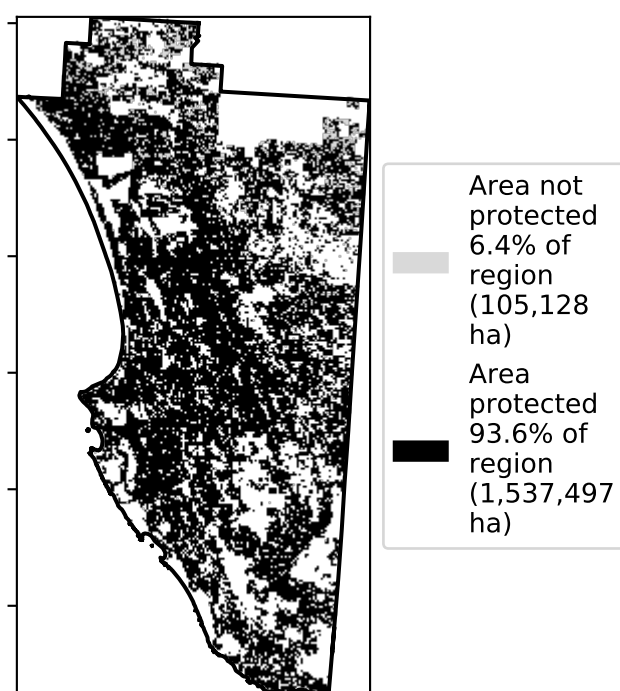 Area not
protected
6.4% of
region
(105,128
ha)
Area
protected
93.6% of
region
(1,537,497
ha)